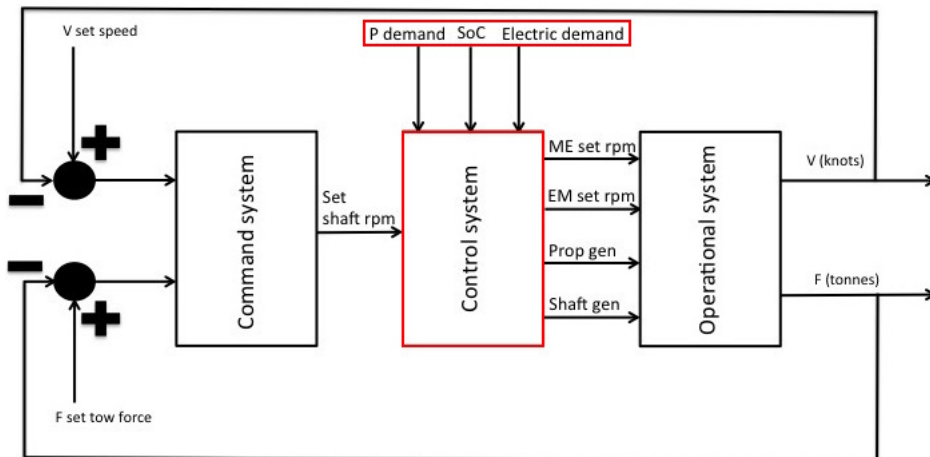 V set speed
P demand SoC Electric demand
Command system
Set
shaft rpm
Control system
ME set rpm
EM set rpm
Prop gen
Shaft gen
Operational system
V (knots)
F (tonnes)
F set tow force